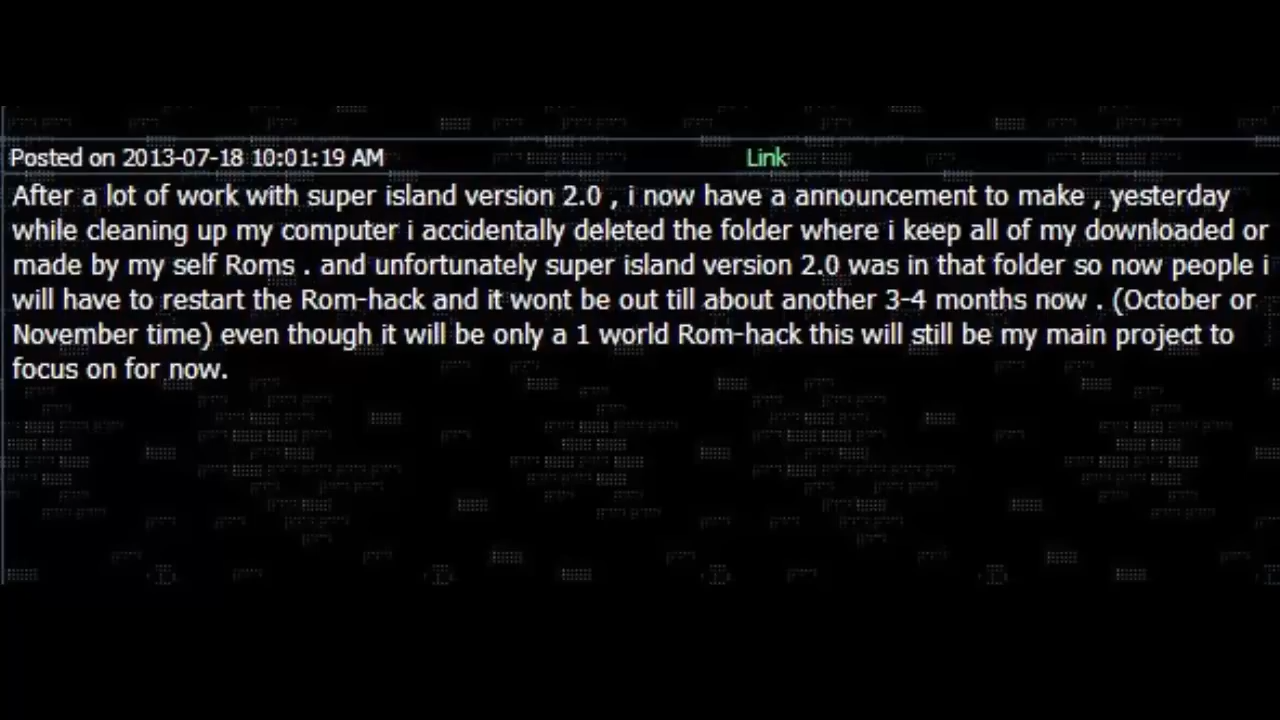 Posted on 2013-07-18 10:01:19 AM Link
After a lot of work with super island version 2.0 , i now have a announcement to make , yesterday
while cleaning up my computer i accidentally deleted the folder where i keep all of my downloaded or
made by my self Roms . and unfortunately super island version 2.0 was in that folder so now people i
will have to restart the Rom-hack and it wont be out till about another 3-4 months now . (October or
November time) even though it will be only a 1 world Rom-hack this will still be my main project to
focus on for now.